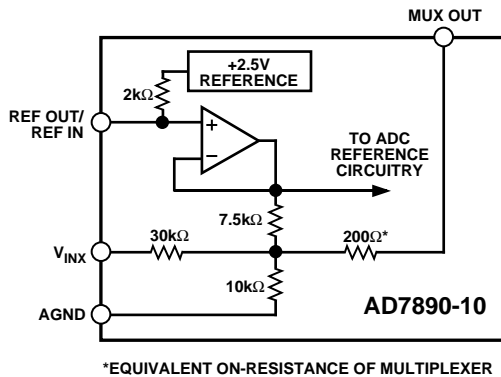 MUX OUT
+2.5V
REFERENCE
2kΩ
REF OUT/
REF IN
+
–
TO ADC
REFERENCE
CIRCUITRY
7.5kΩ
30kΩ
200Ω*
VINX
10kΩ
AD7890-10
AGND
*EQUIVALENT ON-RESISTANCE OF MULTIPLEXER